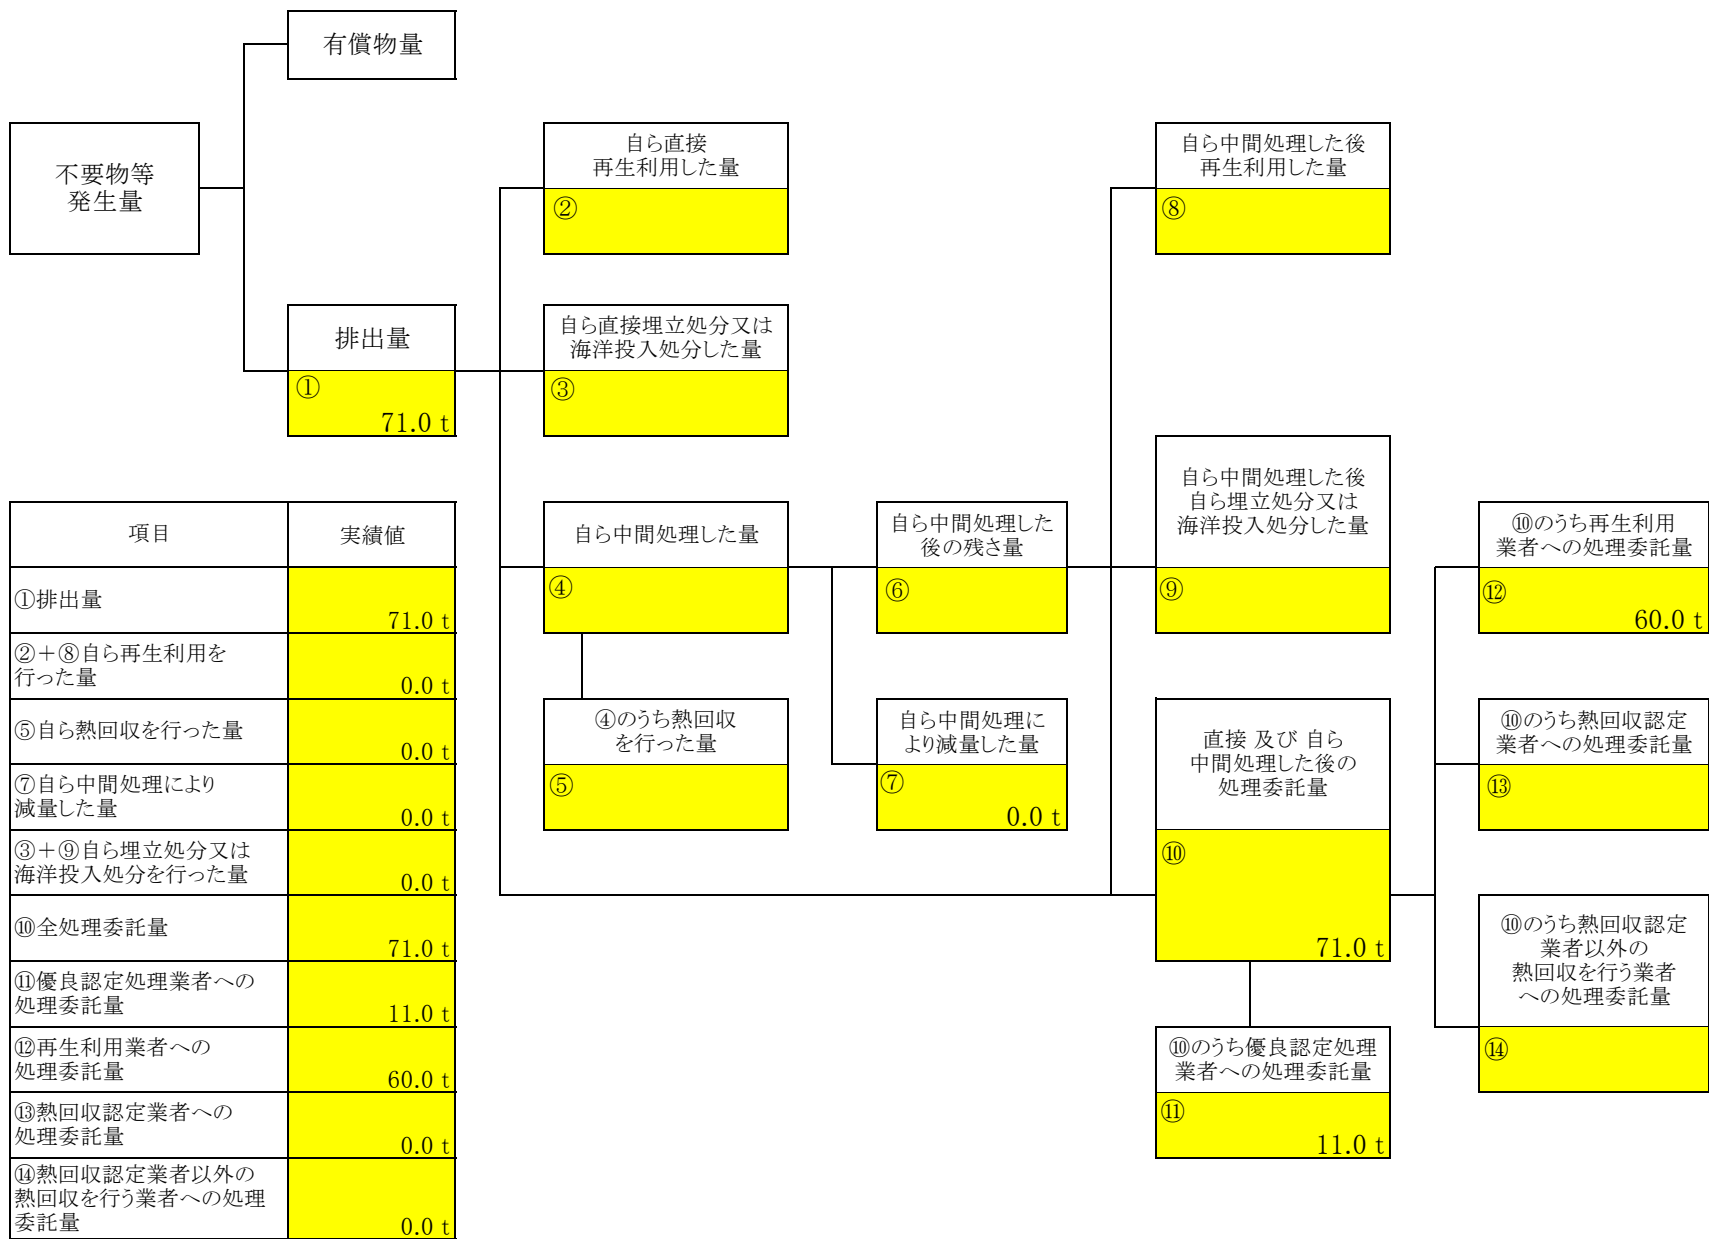 有償物量
不要物等
発生量
自ら直接
再生利用した量
②
自ら中間処理した後
再生利用した量
⑧
排出量
①
71.0 t
自ら直接埋立処分又は
海洋投入処分した量
③
自ら中間処理した量
④
自ら中間処理した
後の残さ量
⑥
自ら中間処理した後
自ら埋立処分又は
海洋投入処分した量
⑨
⑩のうち再生利用
業者への処理委託量
⑫
60.0 t
④のうち熱回収
を行った量
⑤
自ら中間処理に
より減量した量
⑦
0.0 t
直接 及び 自ら
中間処理した後の
処理委託量
⑩
71.0 t
⑩のうち熱回収認定
業者への処理委託量
⑬
⑩のうち熱回収認定
業者以外の
熱回収を行う業者
への処理委託量
⑭
⑩のうち優良認定処理
業者への処理委託量
⑪
11.0 t
項目 実績値
①排出量
71.0 t
②＋⑧自ら再生利用を
行った量
0.0 t
⑤自ら熱回収を行った量
0.0 t
⑦自ら中間処理により
減量した量
0.0 t
③＋⑨自ら埋立処分又は
海洋投入処分を行った量
0.0 t
⑩全処理委託量
71.0 t
⑪優良認定処理業者への
処理委託量
11.0 t
⑫再生利用業者への
処理委託量
60.0 t
⑬熱回収認定業者への
処理委託量
0.0 t
⑭熱回収認定業者以外の
熱回収を行う業者への処理
委託量
0.0 t